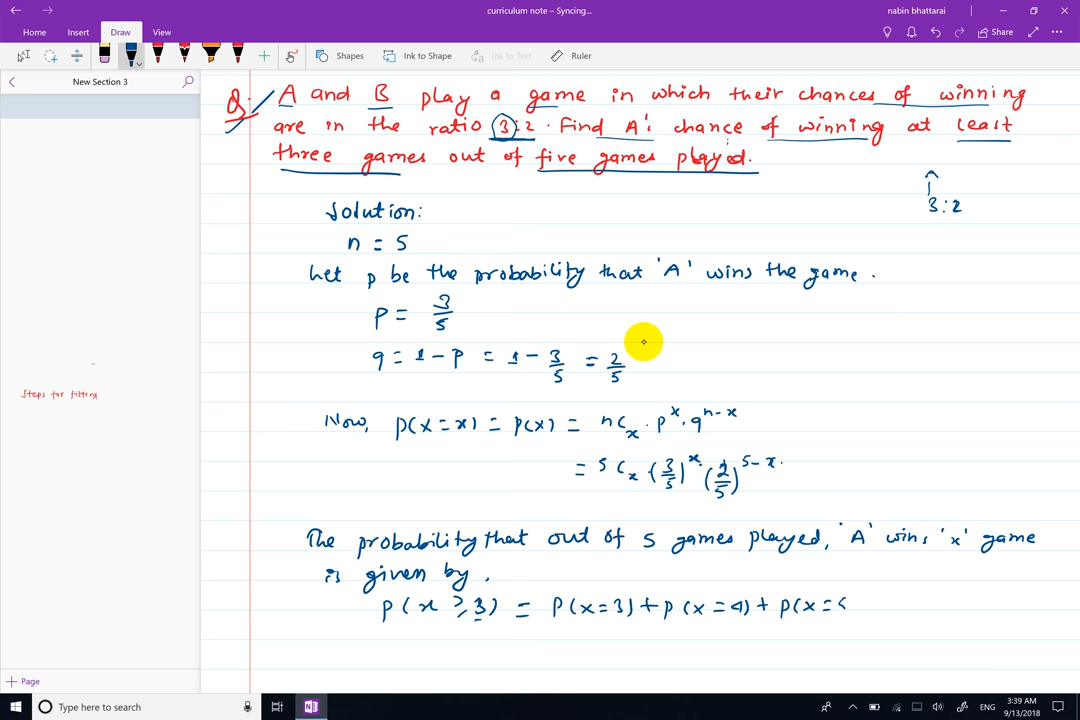 curriculum note – Syncing...
nabin bhattarai
Home Insert Draw View
Share
Shapes Ink to Shape Ink to Text Ruler
New Section 3
Q. A and B play a game in which their chances of winning
are in the ratio 3:2. Find A's chance of winning at least
three games out of five games played.
3:2
Solution:
n = 5
Let p be the probability that 'A' wins the game.
p = 3/5
q = 1 - p = 1 - 3/5 = 2/5
Steps for fitting
Now, p(x = x) = p(x) = nCx . p^x . q^n-x
= 5Cx (3/5)^x. (2/5)^5-x.
The probability that out of 5 games played, 'A' wins 'x' game
is given by.
p(x ≥ 3) = p(x=3) + p(x=4) + p(x=
Page
Type here to search
ENG
3:39 AM
9/13/2018